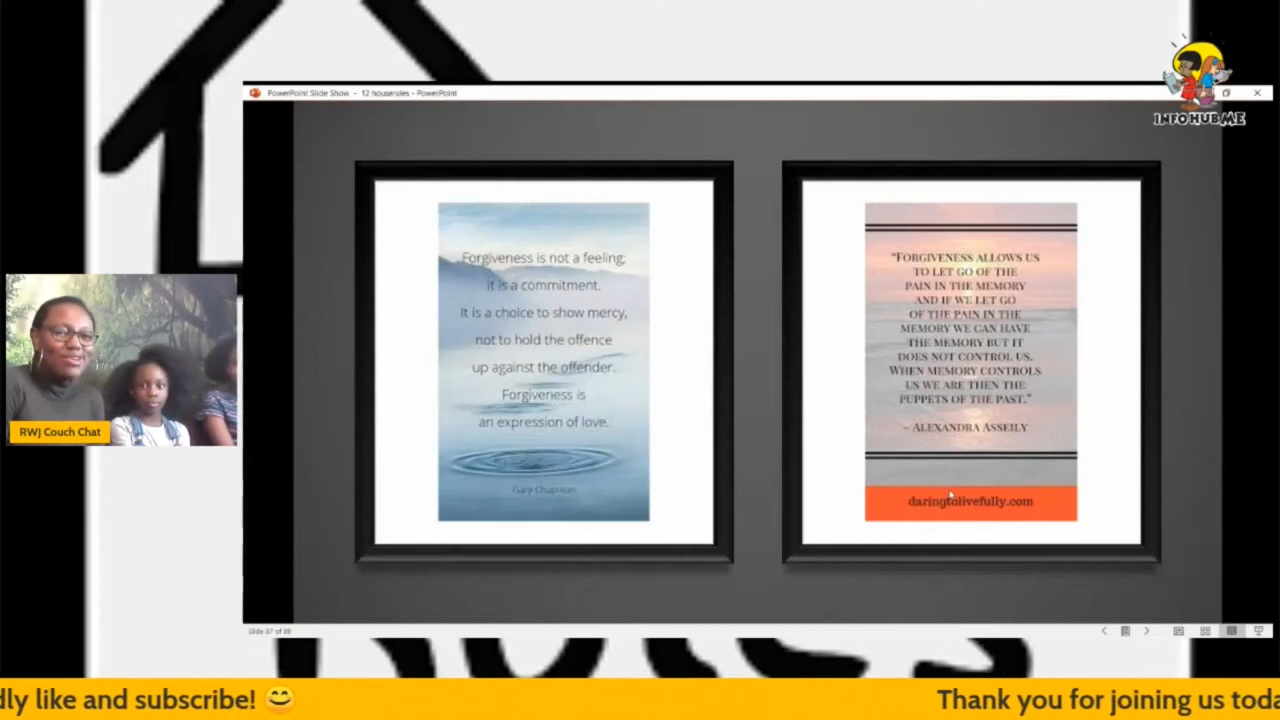 PowerPoint Slide Show - 12 houserules - PowerPoint
INFO HUB ME
Forgiveness is not a feeling;
it is a commitment.
It is a choice to show mercy,
not to hold the offence
up against the offender.
Forgiveness is
an expression of love.
Gary Chapman
"FORGIVENESS ALLOWS US
TO LET GO OF THE
PAIN IN THE MEMORY
AND IF WE LET GO
OF THE PAIN IN THE
MEMORY WE CAN HAVE
THE MEMORY BUT IT
DOES NOT CONTROL US.
WHEN MEMORY CONTROLS
US WE ARE THEN THE
PUPPETS OF THE PAST."
– ALEXANDRA ASSEILY
daringtolivefully.com
RWJ Couch Chat
Slide 87 of 89
dly like and subscribe! 😊
Thank you for joining us toda